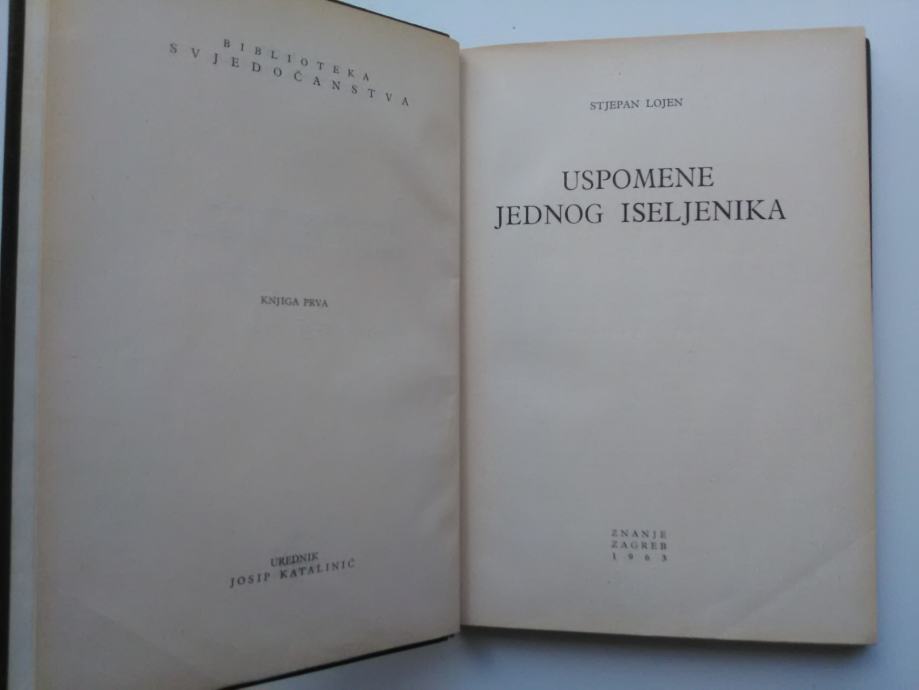 BIBLIOTEKA
SVJEDOČANSTVA
KNJIGA PRVA
UREDNIK
JOSIP KATALINIĆ
STJEPAN LOJEN
USPOMENE
JEDNOG ISELJENIKA
ZNANJE
ZAGREB
1963